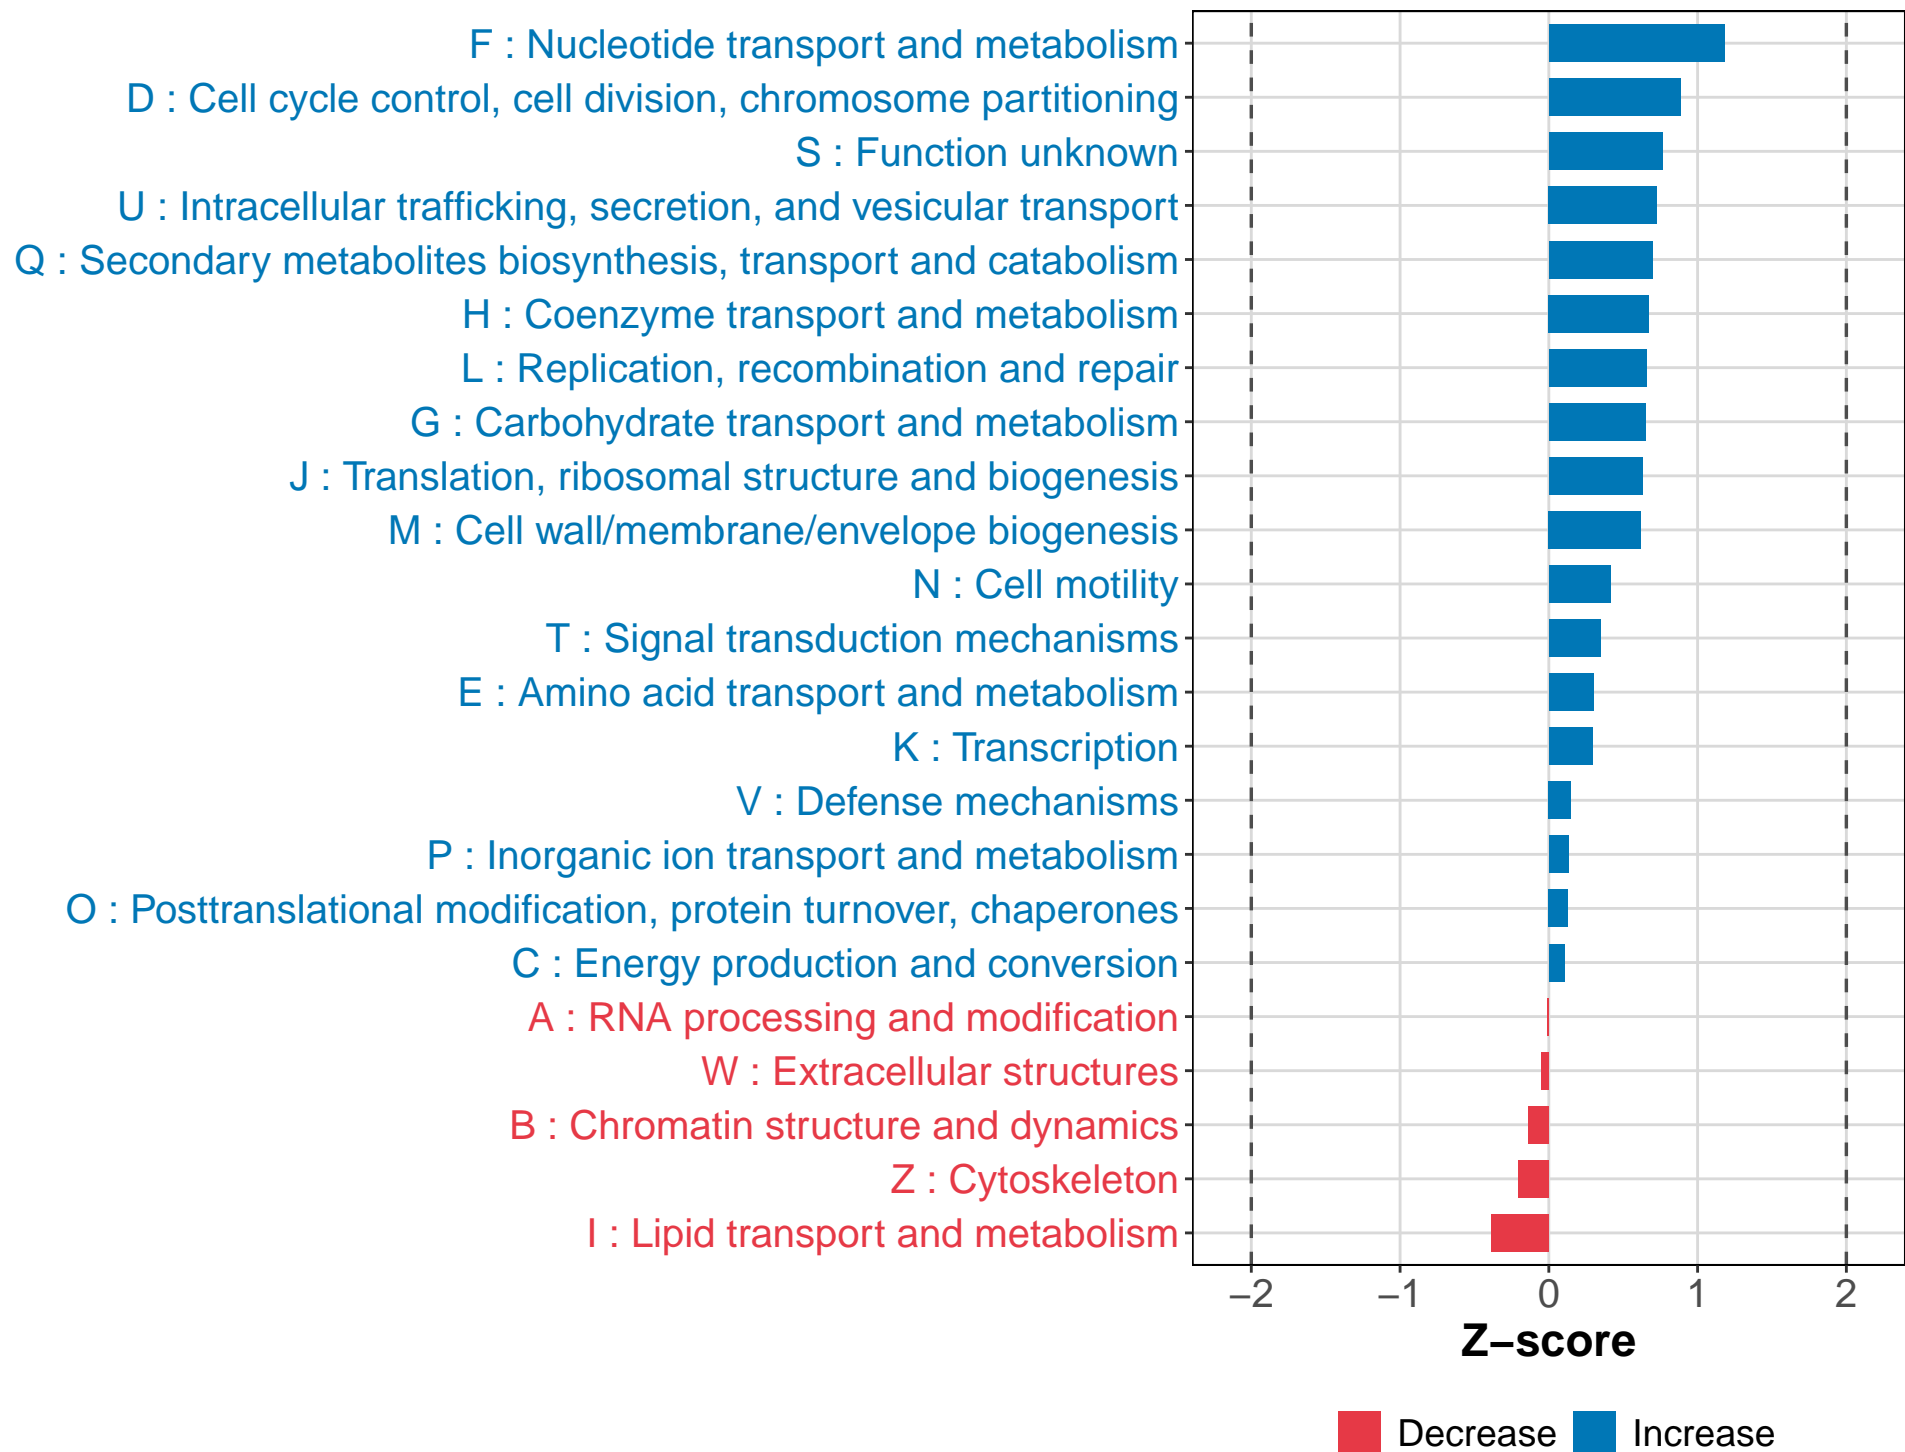 F : Nucleotide transport and metabolism
D : Cell cycle control, cell division, chromosome partitioning
S : Function unknown
U : Intracellular trafficking, secretion, and vesicular transport
Q : Secondary metabolites biosynthesis, transport and catabolism
H : Coenzyme transport and metabolism
L : Replication, recombination and repair
G : Carbohydrate transport and metabolism
J : Translation, ribosomal structure and biogenesis
M : Cell wall/membrane/envelope biogenesis
N : Cell motility
T : Signal transduction mechanisms
E : Amino acid transport and metabolism
K : Transcription
V : Defense mechanisms
P : Inorganic ion transport and metabolism
O : Posttranslational modification, protein turnover, chaperones
C : Energy production and conversion
A : RNA processing and modification
W : Extracellular structures
B : Chromatin structure and dynamics
Z : Cytoskeleton
I : Lipid transport and metabolism
−2 −1 0 1 2
Z−score
Decrease Increase